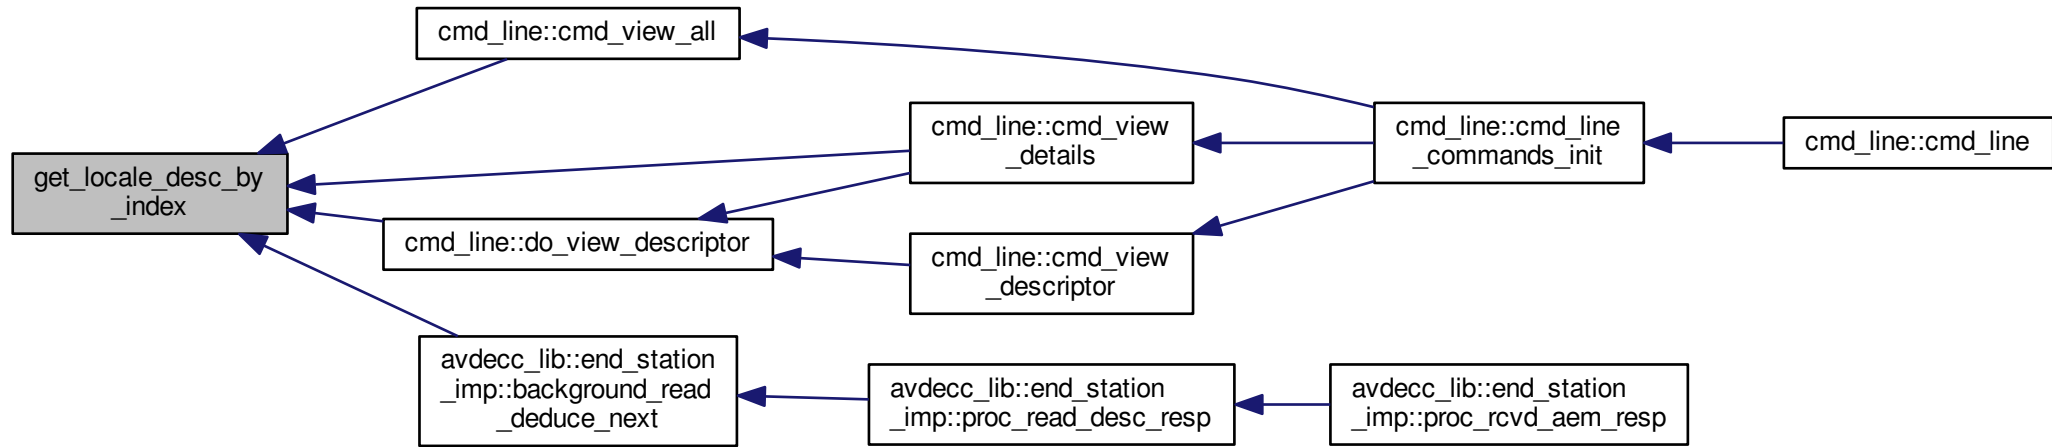 cmd_line::cmd_view_all
get_locale_desc_by
_index
cmd_line::cmd_view
_details
cmd_line::do_view_descriptor
cmd_line::cmd_view
_descriptor
cmd_line::cmd_line
_commands_init
cmd_line::cmd_line
avdecc_lib::end_station
_imp::background_read
_deduce_next
avdecc_lib::end_station
_imp::proc_read_desc_resp
avdecc_lib::end_station
_imp::proc_rcvd_aem_resp